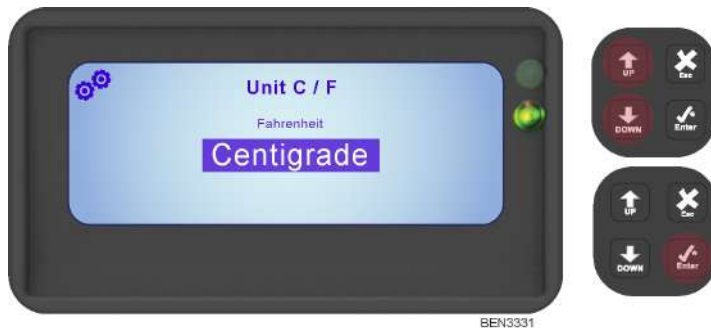 Unit C / F
Fahrenheit
Centigrade
UP
Esc
DOWN
Enter
UP
Esc
DOWN
Enter
BEN3331